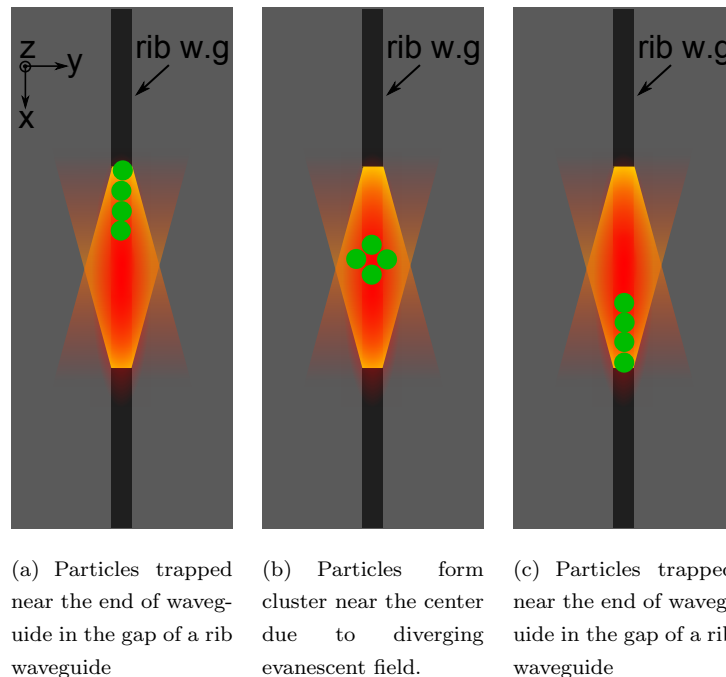 z
y
x
rib w.g
rib w.g
rib w.g
(a) Particles trapped
near the end of waveg-
uide in the gap of a rib
waveguide
(b) Particles form
cluster near the center
due to diverging
evanescent field.
(c) Particles trapped
near the end of waveg
uide in the gap of a rib
waveguide